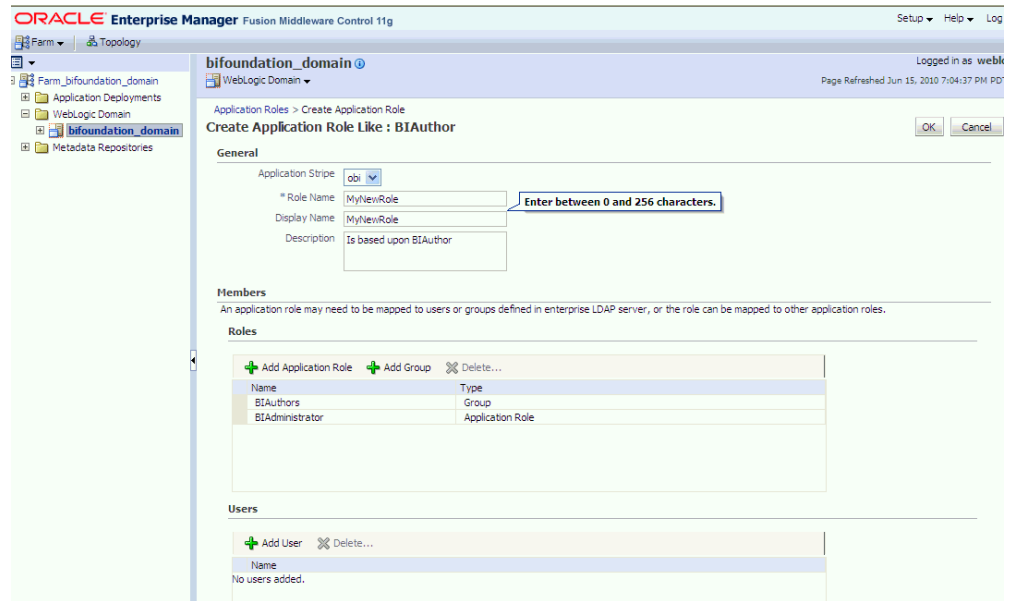 ORACLE Enterprise Manager Fusion Middleware Control 11g
Setup Help Log
Farm Topology
Farm_bifoundation_domain
Application Deployments
WebLogic Domain
bifoundation_domain
Metadata Repositories
bifoundation_domain
Logged in as weblo
WebLogic Domain
Page Refreshed Jun 15, 2010 7:04:37 PM PDT
Application Roles > Create Application Role
Create Application Role Like : BIAuthor
OK Cancel
General
Application Stripe obi
* Role Name MyNewRole
Enter between 0 and 256 characters.
Display Name MyNewRole
Description Is based upon BIAuthor
Members
An application role may need to be mapped to users or groups defined in enterprise LDAP server, or the role can be mapped to other application roles.
Roles
Add Application Role Add Group Delete...
Name Type
BIAuthors Group
BIAdministrator Application Role
Users
Add User Delete...
Name
No users added.